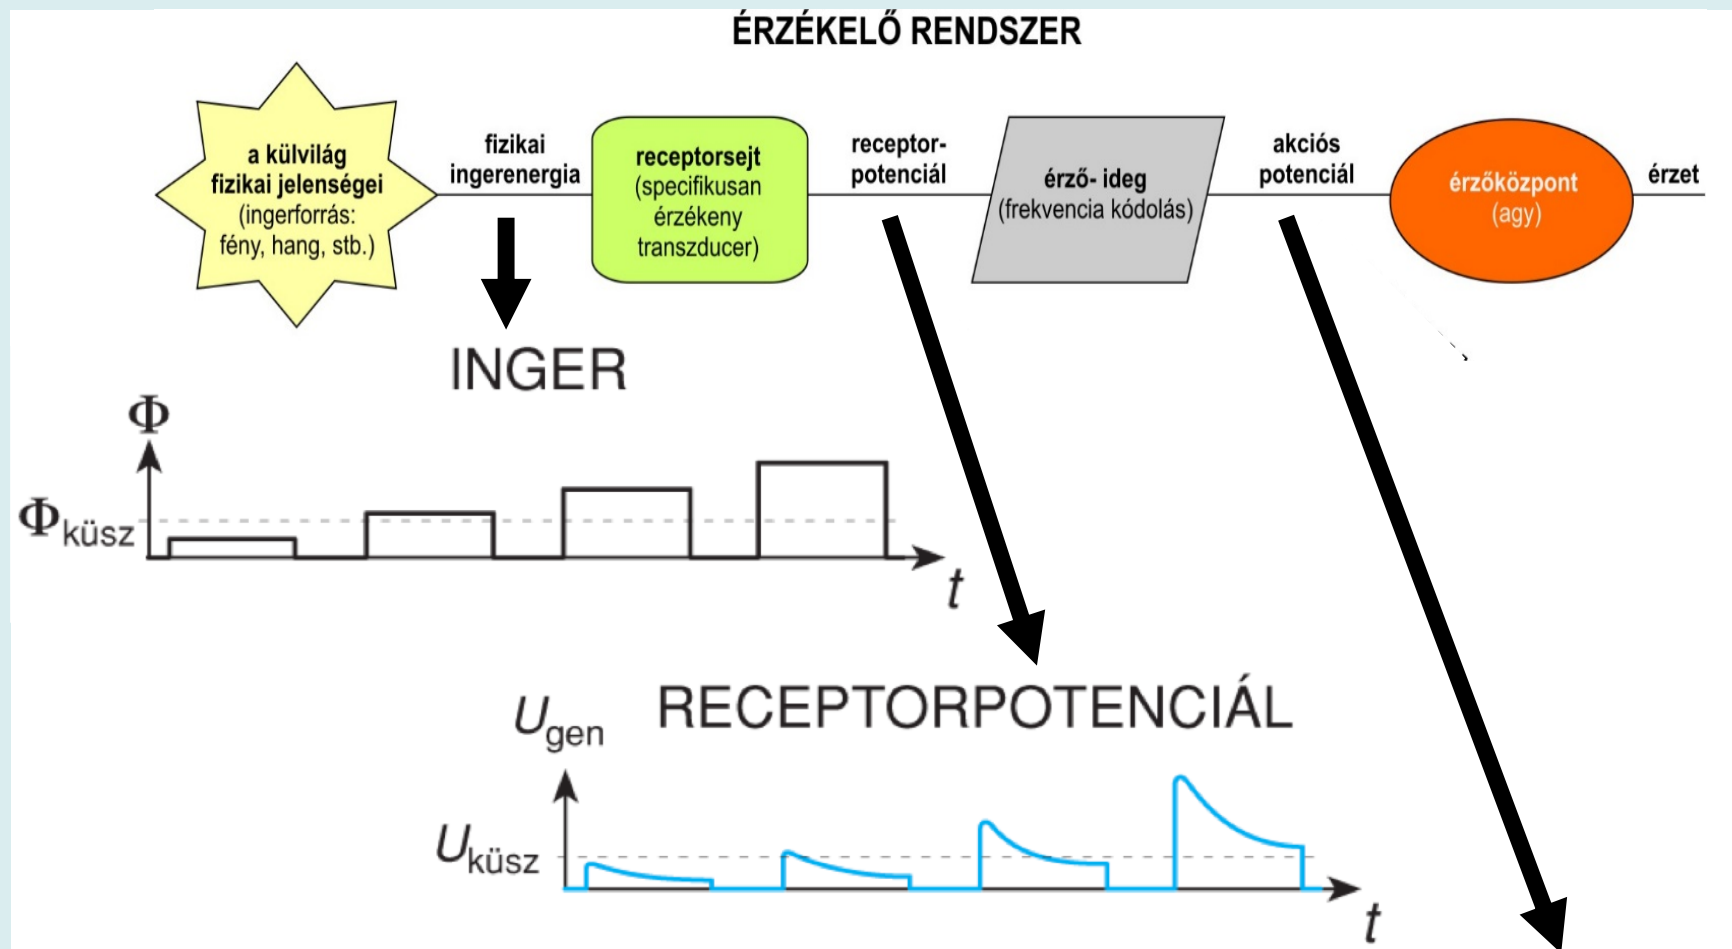 ÉRZÉKELŐ RENDSZER
a külvilág
fizikai jelenségei
(ingerforrás:
fény, hang, stb.)
fizikai
ingerenergia
receptorsejt
(specifikusan
érzékeny
transzducer)
receptor-
potenciál
érző- ideg
(frekvencia kódolás)
akciós
potenciál
érzőközpont
(agy)
érzet
INGER
Φ
Φküsz
t
RECEPTORPOTENCIÁL
Ugen
Uküsz
t